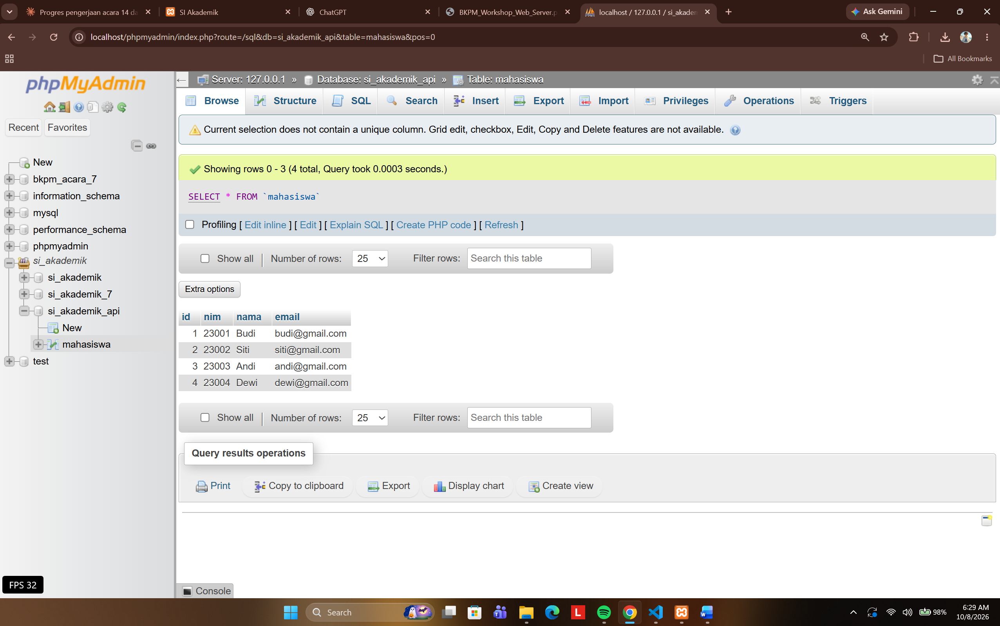 Progres pengerjaan acara 14 da
SI Akademik
ChatGPT
BKPM_Workshop_Web_Server.p
localhost / 127.0.0.1 / si_akaden
Ask Gemini
localhost/phpmyadmin/index.php?route=/sql&db=si_akademik_api&table=mahasiswa&pos=0
All Bookmarks
phpMyAdmin
Recent
Favorites
New
bkpm_acara_7
information_schema
mysql
performance_schema
phpmyadmin
si_akademik
si_akademik
si_akademik_7
si_akademik_api
New
mahasiswa
test
FPS 32
Server: 127.0.0.1 » Database: si_akademik_api » Table: mahasiswa
Browse Structure SQL Search Insert Export Import Privileges Operations Triggers
Current selection does not contain a unique column. Grid edit, checkbox, Edit, Copy and Delete features are not available.
Showing rows 0 - 3 (4 total, Query took 0.0003 seconds.)
SELECT * FROM `mahasiswa`
Profiling [ Edit inline ] [ Edit ] [ Explain SQL ] [ Create PHP code ] [ Refresh ]
Show all | Number of rows: 25 Filter rows: Search this table
Extra options
id nim nama email
1 23001 Budi budi@gmail.com
2 23002 Siti siti@gmail.com
3 23003 Andi andi@gmail.com
4 23004 Dewi dewi@gmail.com
Show all | Number of rows: 25 Filter rows: Search this table
Query results operations
Print Copy to clipboard Export Display chart Create view
Console
Search
98%
6:29 AM
10/8/2026